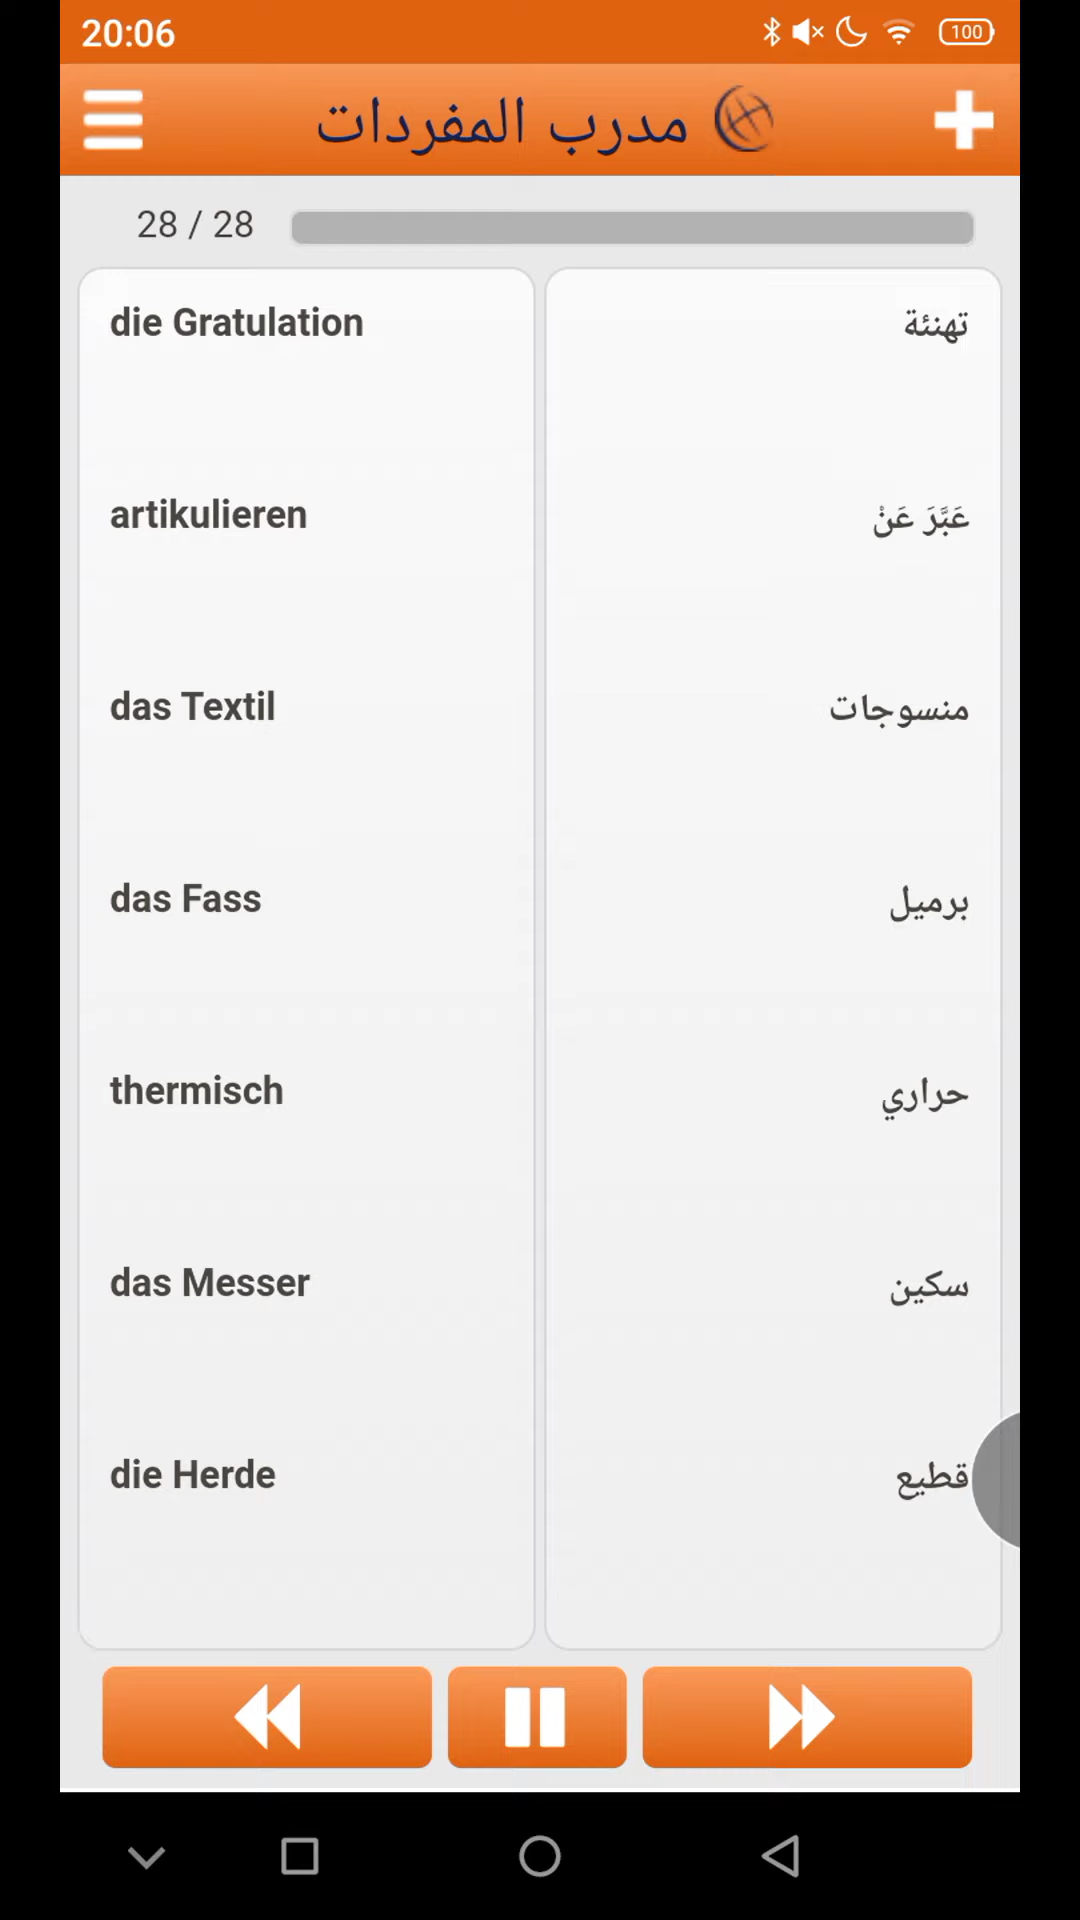 20:06
100
مدرب المفردات
28 / 28
die Gratulation
تهنئة
artikulieren
عَبَّرَ عَنْ
das Textil
منسوجات
das Fass
برميل
thermisch
حراري
das Messer
سكين
die Herde
قطيع